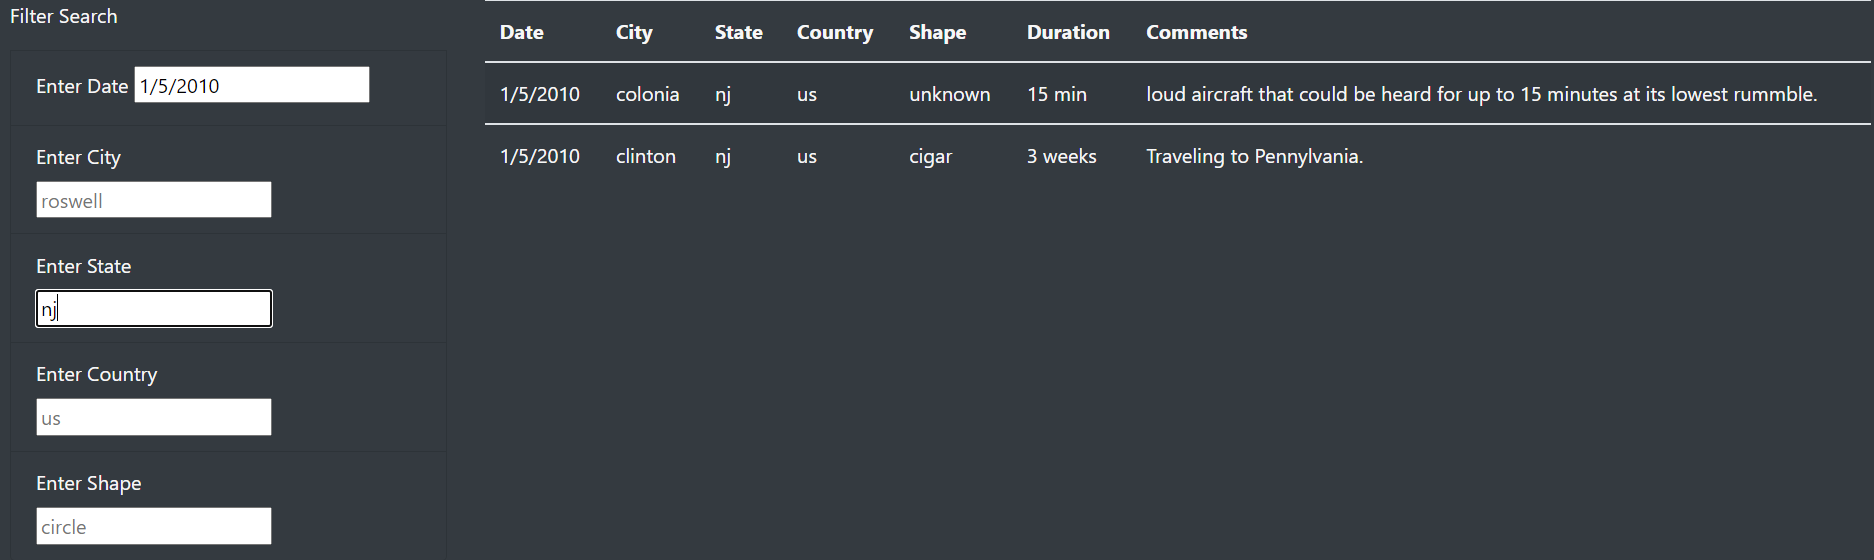 Filter Search
Enter Date 1/5/2010
Enter City
roswell
Enter State
nj
Enter Country
us
Enter Shape
circle
Date City State Country Shape Duration Comments
1/5/2010 colonia nj us unknown 15 min loud aircraft that could be heard for up to 15 minutes at its lowest rummble.
1/5/2010 clinton nj us cigar 3 weeks Traveling to Pennylvania.